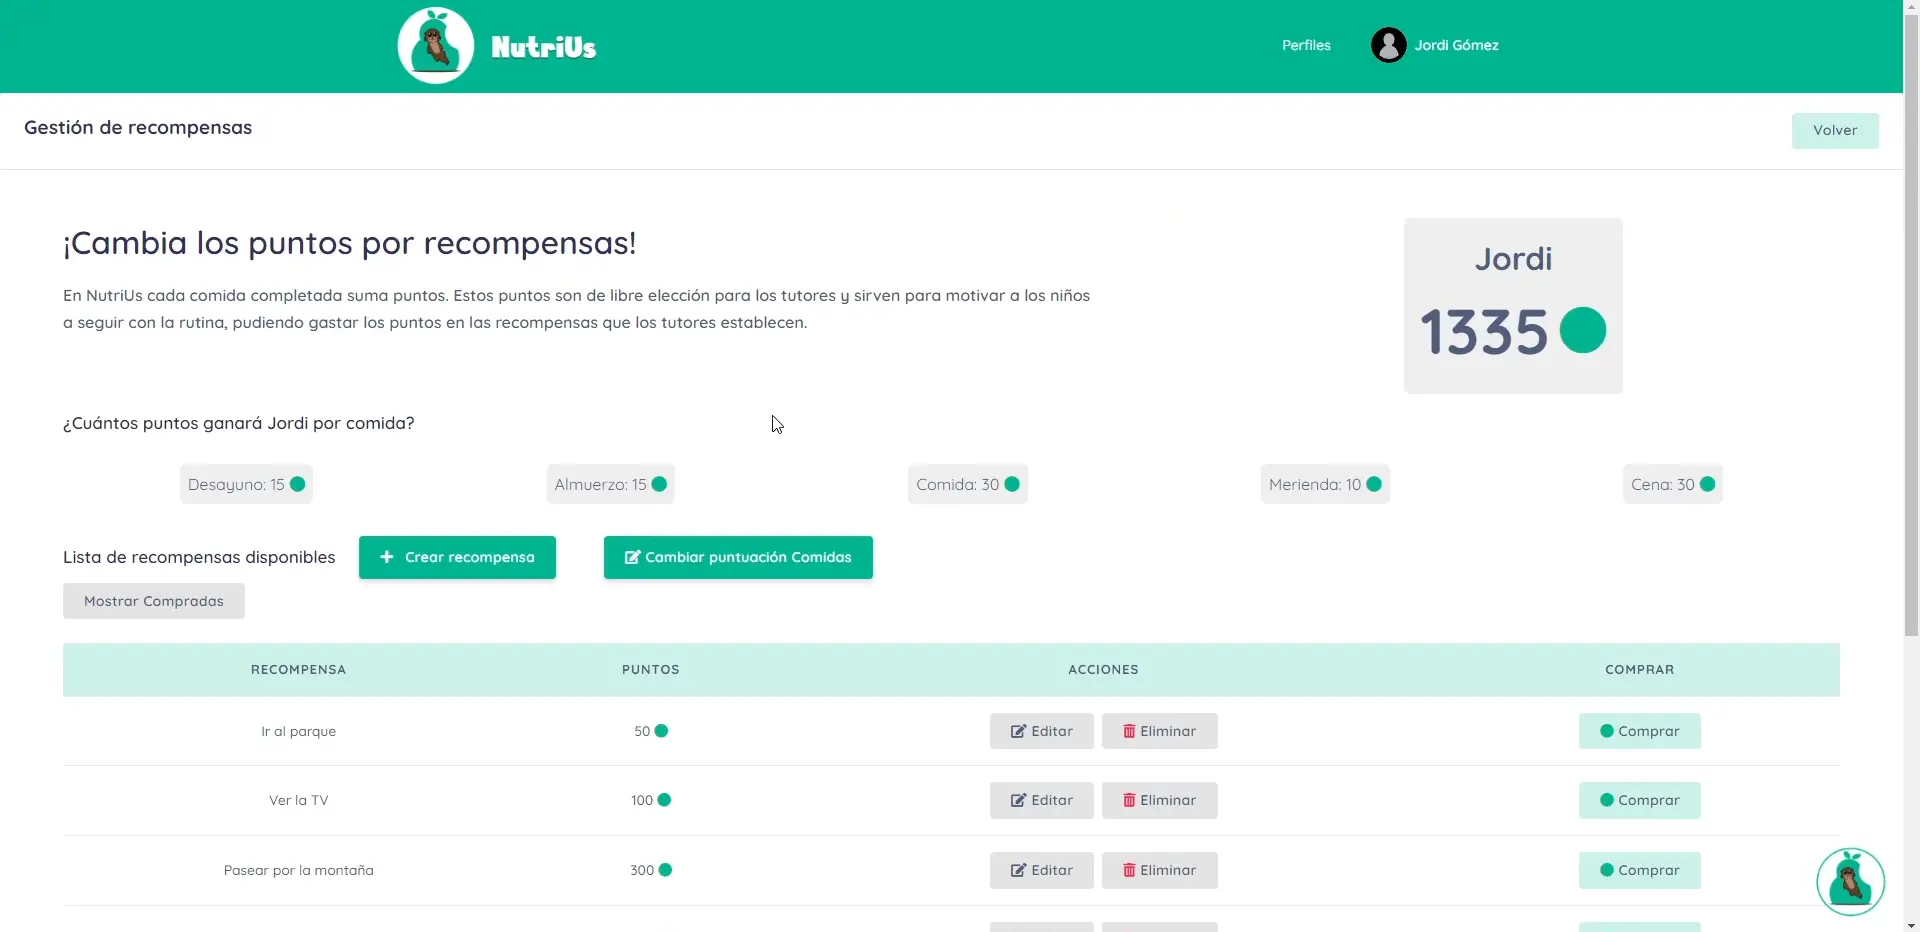 NutriUs
Perfiles
Jordi Gómez
Gestión de recompensas
Volver
¡Cambia los puntos por recompensas!
En NutriUs cada comida completada suma puntos. Estos puntos son de libre elección para los tutores y sirven para motivar a los niños
a seguir con la rutina, pudiendo gastar los puntos en las recompensas que los tutores establecen.
Jordi
1335
¿Cuántos puntos ganará Jordi por comida?
Desayuno: 15
Almuerzo: 15
Comida: 30
Merienda: 10
Cena: 30
Lista de recompensas disponibles
Crear recompensa
Cambiar puntuación Comidas
Mostrar Compradas
RECOMPENSA PUNTOS ACCIONES COMPRAR
Ir al parque 50 Editar Eliminar Comprar
Ver la TV 100 Editar Eliminar Comprar
Pasear por la montaña 300 Editar Eliminar Comprar